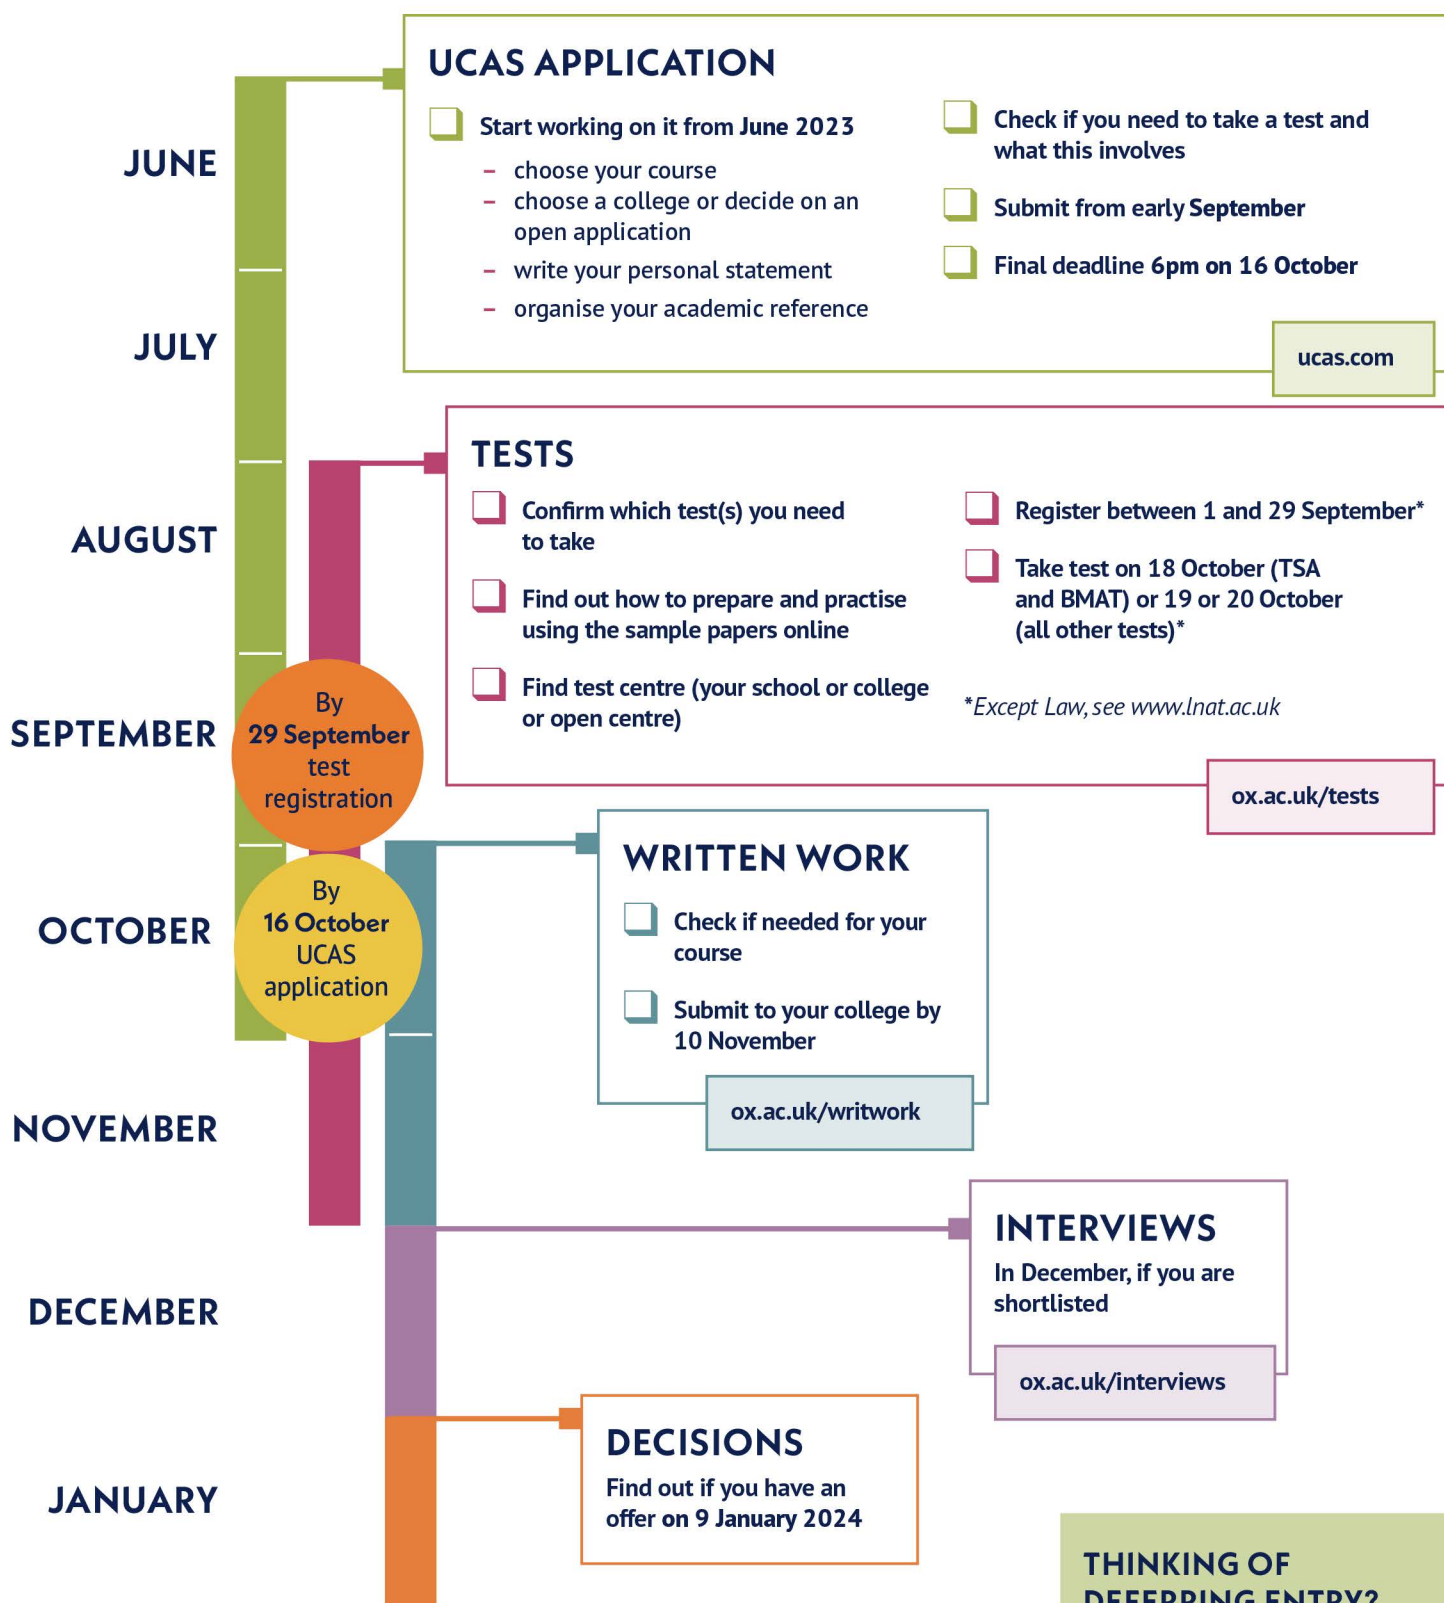 UCAS APPLICATION
Start working on it from June 2023
– choose your course
– choose a college or decide on an
open application
– write your personal statement
– organise your academic reference
Check if you need to take a test and
what this involves
Submit from early September
Final deadline 6pm on 16 October
ucas.com
JUNE
JULY
TESTS
Confirm which test(s) you need
to take
Find out how to prepare and practise
using the sample papers online
Find test centre (your school or college
or open centre)
Register between 1 and 29 September*
Take test on 18 October (TSA
and BMAT) or 19 or 20 October
(all other tests)*
*Except Law, see www.lnat.ac.uk
ox.ac.uk/tests
AUGUST
SEPTEMBER
By
29 September
test
registration
WRITTEN WORK
Check if needed for your
course
Submit to your college by
10 November
ox.ac.uk/writwork
OCTOBER
By
16 October
UCAS
application
NOVEMBER
INTERVIEWS
In December, if you are
shortlisted
ox.ac.uk/interviews
DECEMBER
DECISIONS
Find out if you have an
offer on 9 January 2024
JANUARY
THINKING OF
DEFERRING ENTRY?